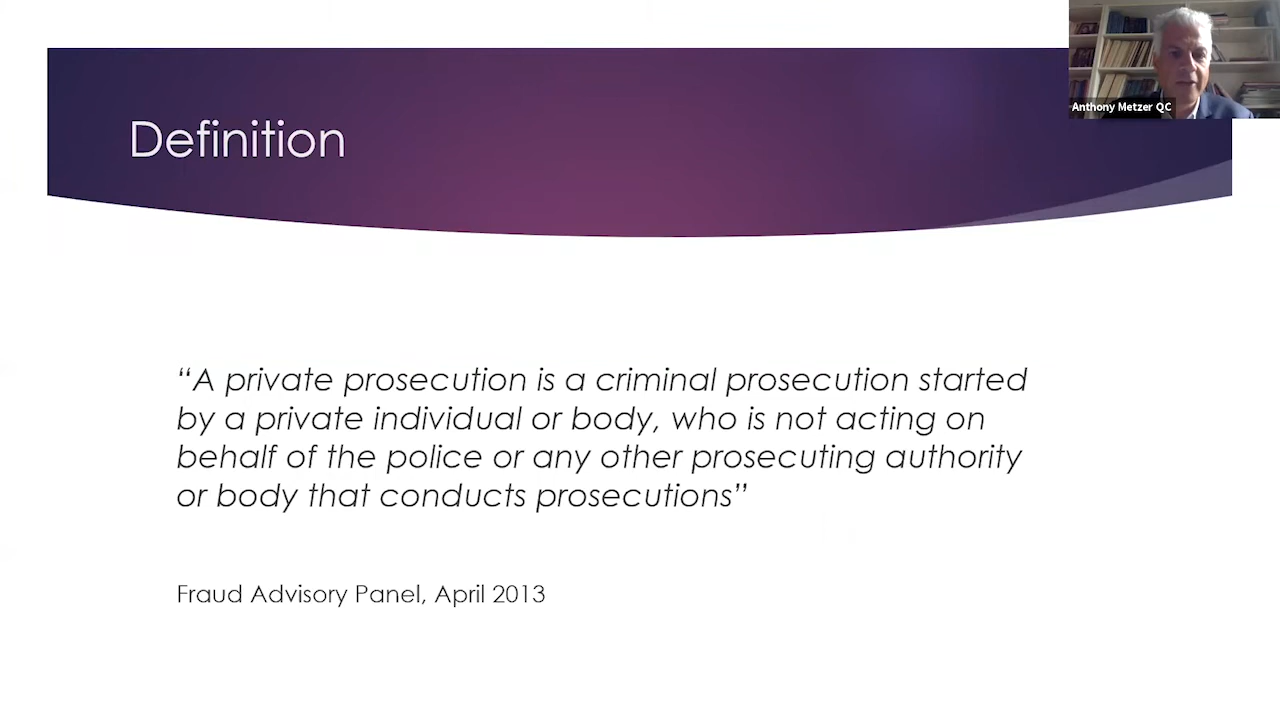 Anthony Metzer QC
Definition
“A private prosecution is a criminal prosecution started
by a private individual or body, who is not acting on
behalf of the police or any other prosecuting authority
or body that conducts prosecutions”
Fraud Advisory Panel, April 2013